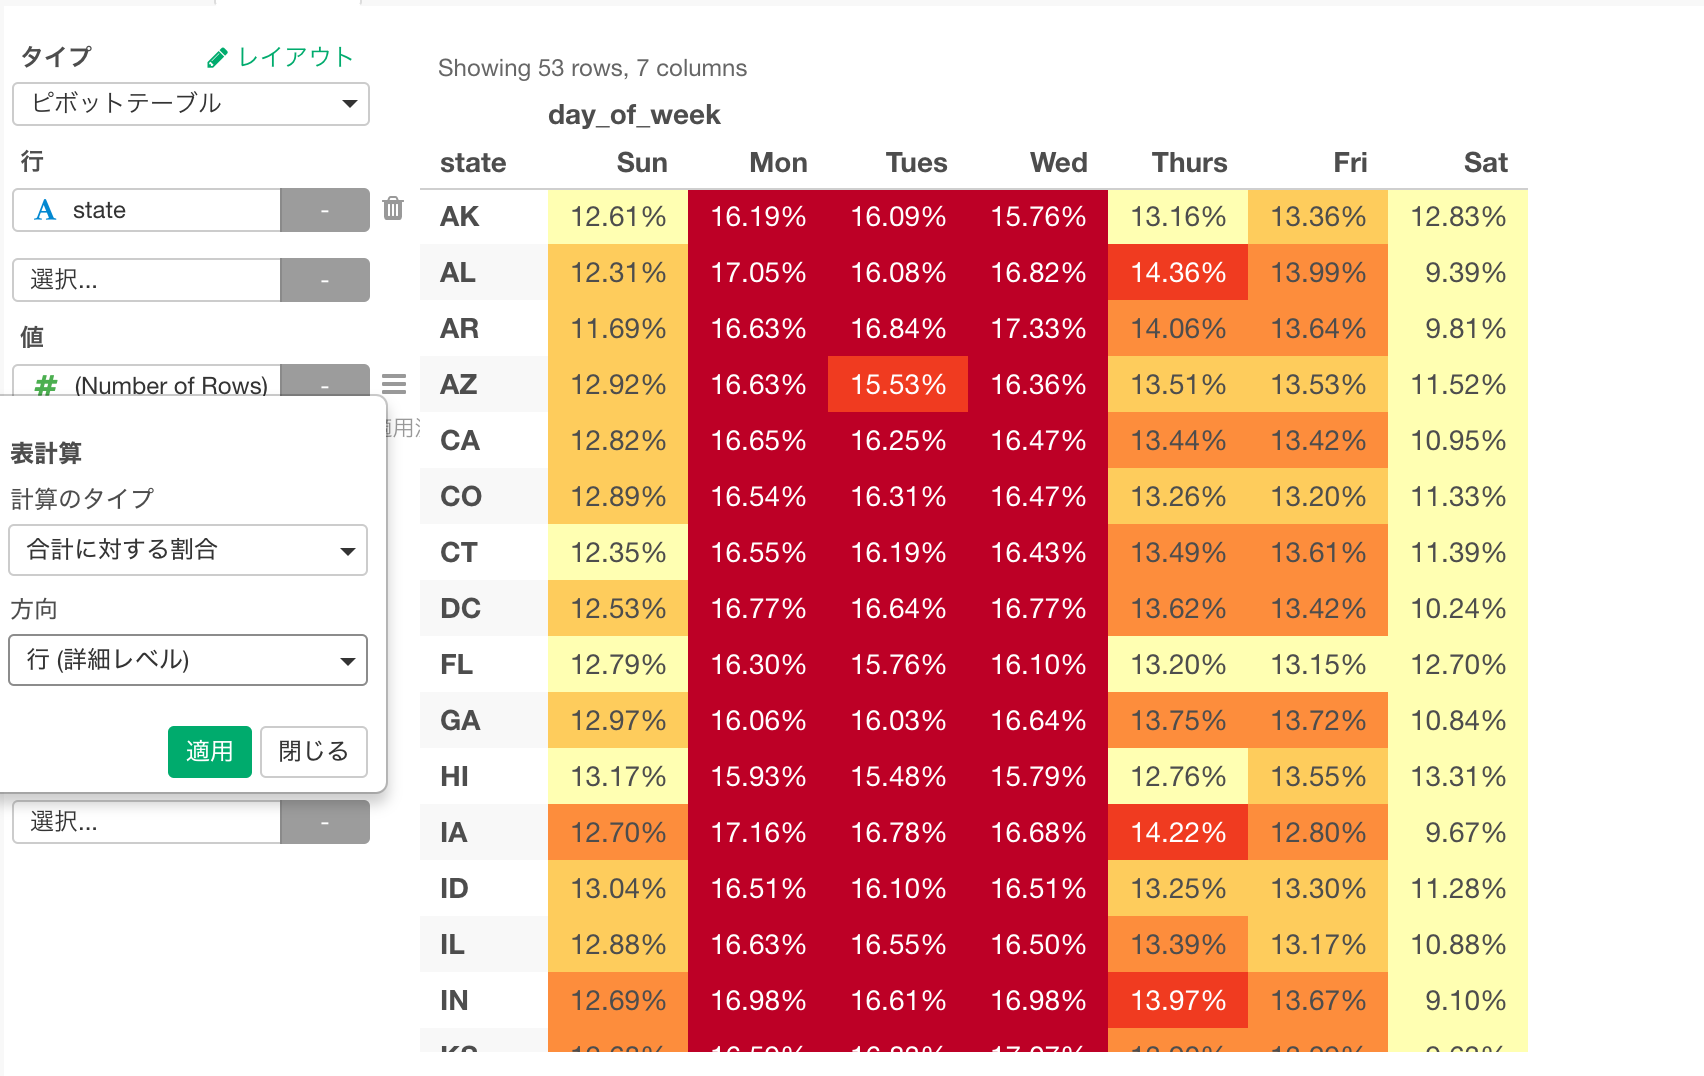 タイプ レイアウト
ピボットテーブル
行
A state -
選択... -
値
# (Number of Rows) -
表計算
計算のタイプ
合計に対する割合
方向
行 (詳細レベル)
適用 閉じる
選択... -
Showing 53 rows, 7 columns
day_of_week
state Sun Mon Tues Wed Thurs Fri Sat
AK 12.61% 16.19% 16.09% 15.76% 13.16% 13.36% 12.83%
AL 12.31% 17.05% 16.08% 16.82% 14.36% 13.99% 9.39%
AR 11.69% 16.63% 16.84% 17.33% 14.06% 13.64% 9.81%
AZ 12.92% 16.63% 15.53% 16.36% 13.51% 13.53% 11.52%
CA 12.82% 16.65% 16.25% 16.47% 13.44% 13.42% 10.95%
CO 12.89% 16.54% 16.31% 16.47% 13.26% 13.20% 11.33%
CT 12.35% 16.55% 16.19% 16.43% 13.49% 13.61% 11.39%
DC 12.53% 16.77% 16.64% 16.77% 13.62% 13.42% 10.24%
FL 12.79% 16.30% 15.76% 16.10% 13.20% 13.15% 12.70%
GA 12.97% 16.06% 16.03% 16.64% 13.75% 13.72% 10.84%
HI 13.17% 15.93% 15.48% 15.79% 12.76% 13.55% 13.31%
IA 12.70% 17.16% 16.78% 16.68% 14.22% 12.80% 9.67%
ID 13.04% 16.51% 16.10% 16.51% 13.25% 13.30% 11.28%
IL 12.88% 16.63% 16.55% 16.50% 13.39% 13.17% 10.88%
IN 12.69% 16.98% 16.61% 16.98% 13.97% 13.67% 9.10%